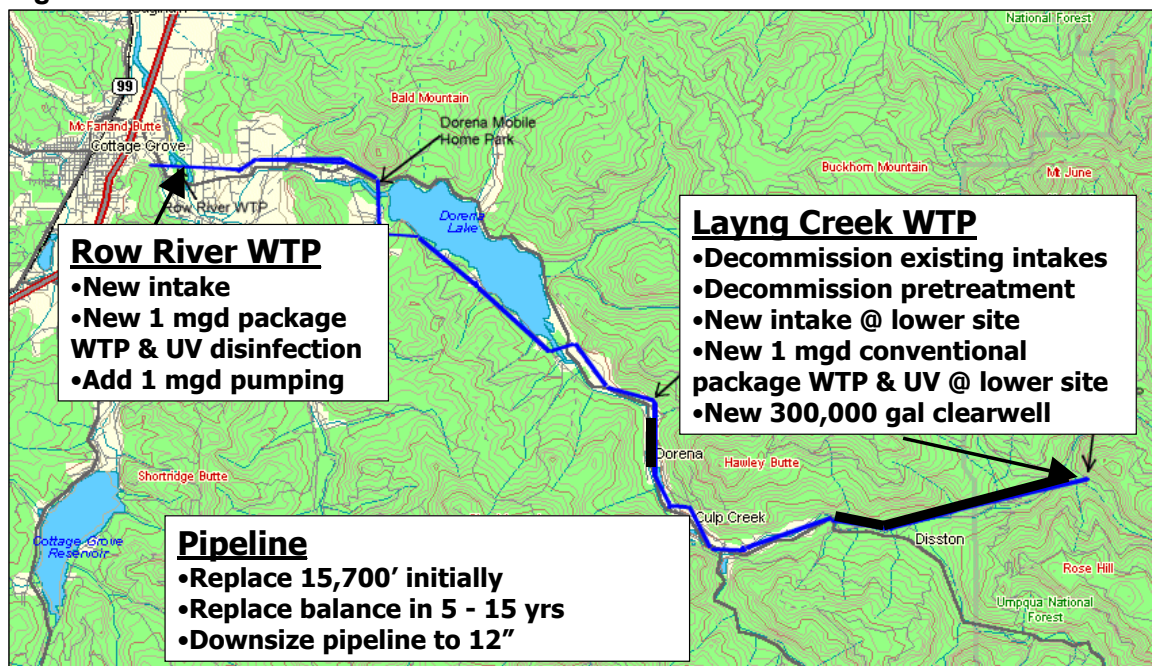 National Forest
99
Bald Mountain
McFarland Butte
Cottage Grove
Dorena Mobile
Home Park
Buckhorn Mountain
Mt June
Row River WTP
Dorena
Lake
Row River WTP
•New intake
•New 1 mgd package
WTP & UV disinfection
•Add 1 mgd pumping
Layng Creek WTP
•Decommission existing intakes
•Decommission pretreatment
•New intake @ lower site
•New 1 mgd conventional
package WTP & UV @ lower site
•New 300,000 gal clearwell
Dorena
Hawley Butte
Shortridge Butte
Culp Creek
Disston
Cottage Grove
Reservoir
Rose Hill
Umpqua National
Forest
Pipeline
•Replace 15,700’ initially
•Replace balance in 5 - 15 yrs
•Downsize pipeline to 12”